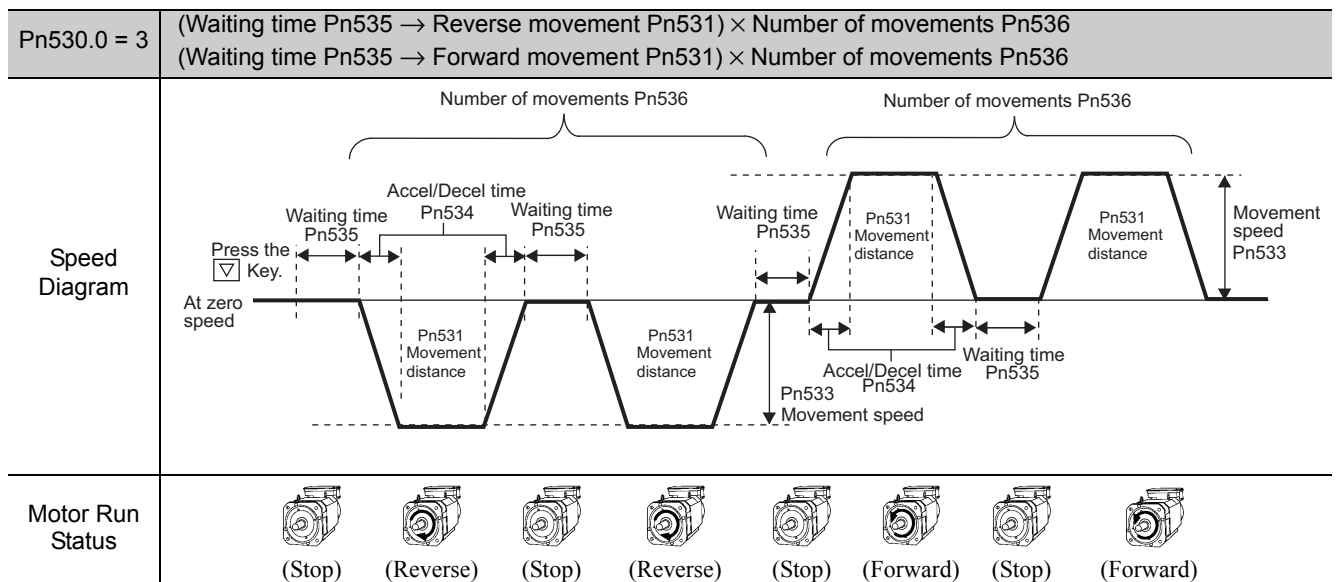 Pn530.0 = 3
(Waiting time Pn535 → Reverse movement Pn531) × Number of movements Pn536
(Waiting time Pn535 → Forward movement Pn531) × Number of movements Pn536
Speed
Diagram
Number of movements Pn536
Number of movements Pn536
Accel/Decel time
Pn534
Waiting time
Pn535
Waiting time
Pn535
Waiting time
Pn535
Press the
▽ Key.
At zero
speed
Pn531
Movement
distance
Pn531
Movement
distance
Pn533
Movement speed
Pn531
Movement
distance
Pn531
Movement
distance
Movement
speed
Pn533
Accel/Decel time
Pn534
Waiting time
Pn535
Motor Run
Status
(Stop) (Reverse) (Stop) (Reverse) (Stop) (Forward) (Stop) (Forward)